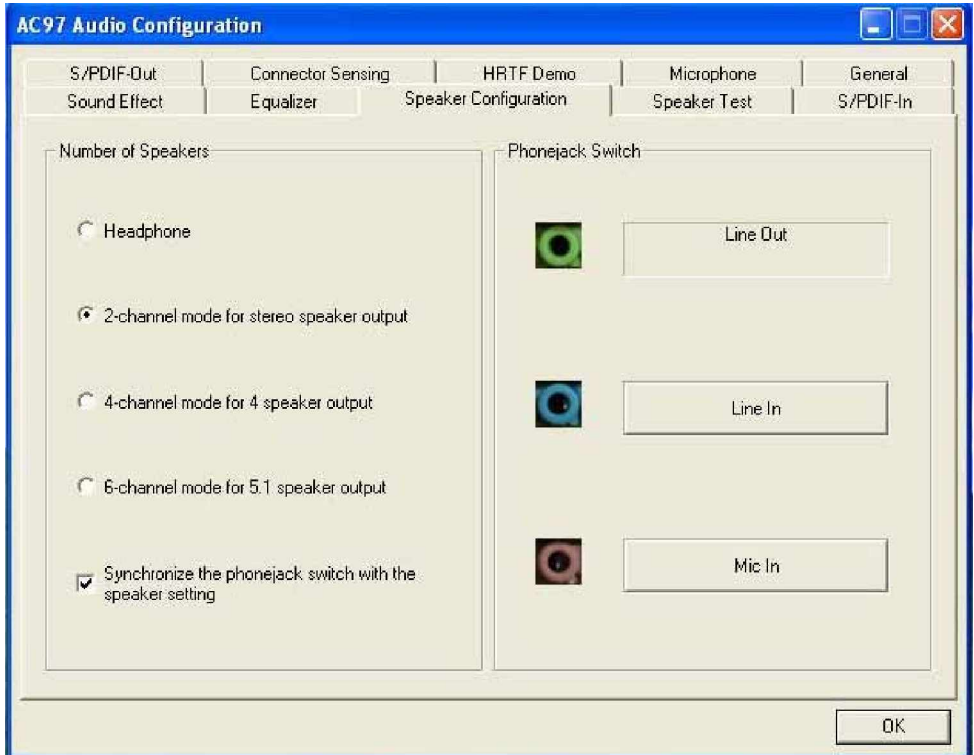 AC97 Audio Configuration
S/PDIF-Out Connector Sensing HRTF Demo Microphone General
Sound Effect Equalizer Speaker Configuration Speaker Test S/PDIF-In
Number of Speakers
Headphone
2-channel mode for stereo speaker output
4-channel mode for 4 speaker output
6-channel mode for 5.1 speaker output
Synchronize the phonejack switch with the
speaker setting
Phonejack Switch
Line Out
Line In
Mic In
OK